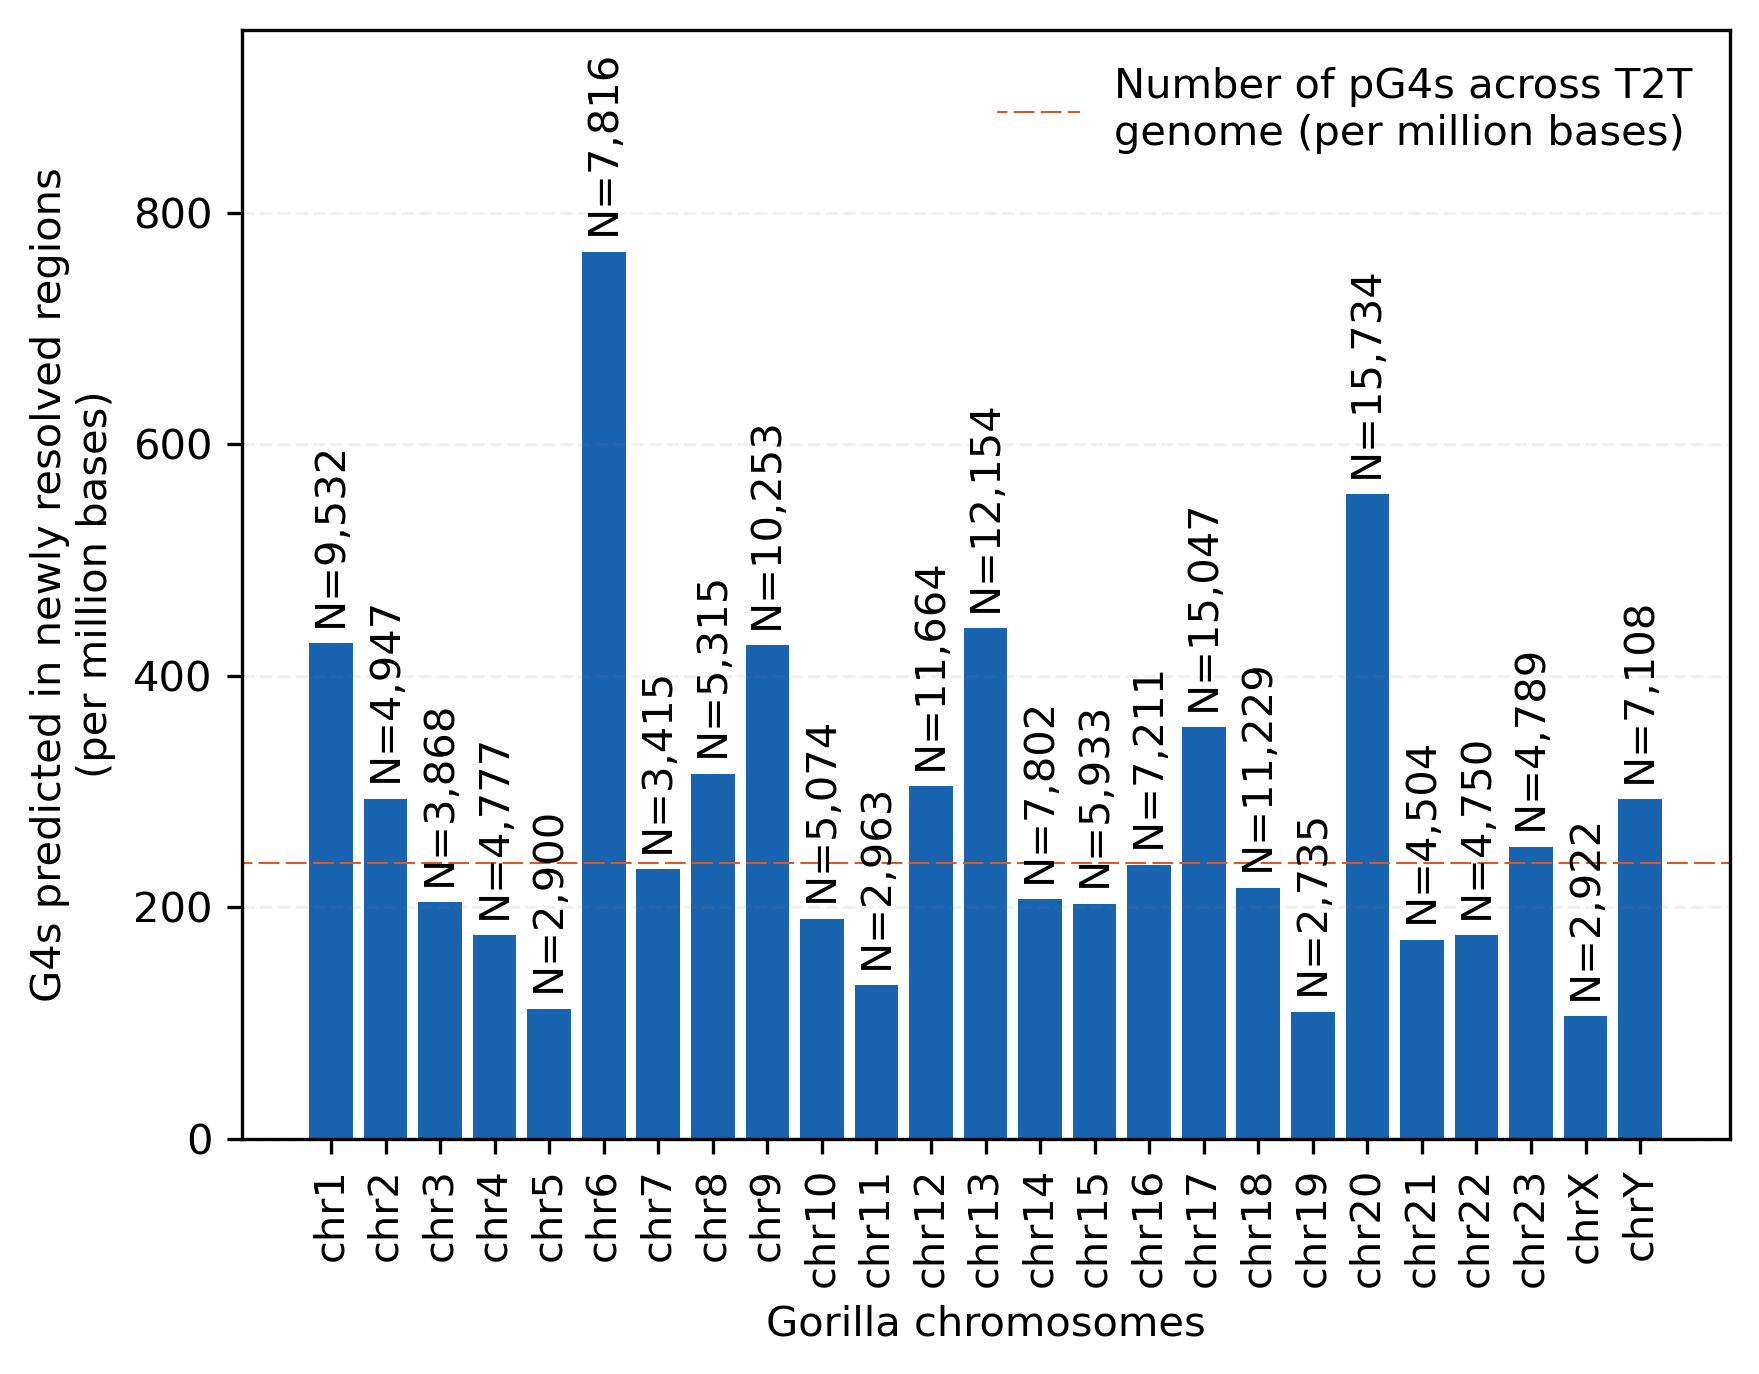 Number of pG4s across T2T
genome (per million bases)
G4s predicted in newly resolved regions
(per million bases)
800
600
400
200
0
N=9,532
N=4,947
N=3,868
N=4,777
N=2,900
N=7,816
N=3,415
N=5,315
N=10,253
N=5,074
N=2,963
N=11,664
N=12,154
N=7,802
N=5,933
N=7,211
N=15,047
N=11,229
N=2,735
N=15,734
N=4,504
N=4,750
N=4,789
N=2,922
N=7,108
chr1
chr2
chr3
chr4
chr5
chr6
chr7
chr8
chr9
chr10
chr11
chr12
chr13
chr14
chr15
chr16
chr17
chr18
chr19
chr20
chr21
chr22
chr23
chrX
chrY
Gorilla chromosomes